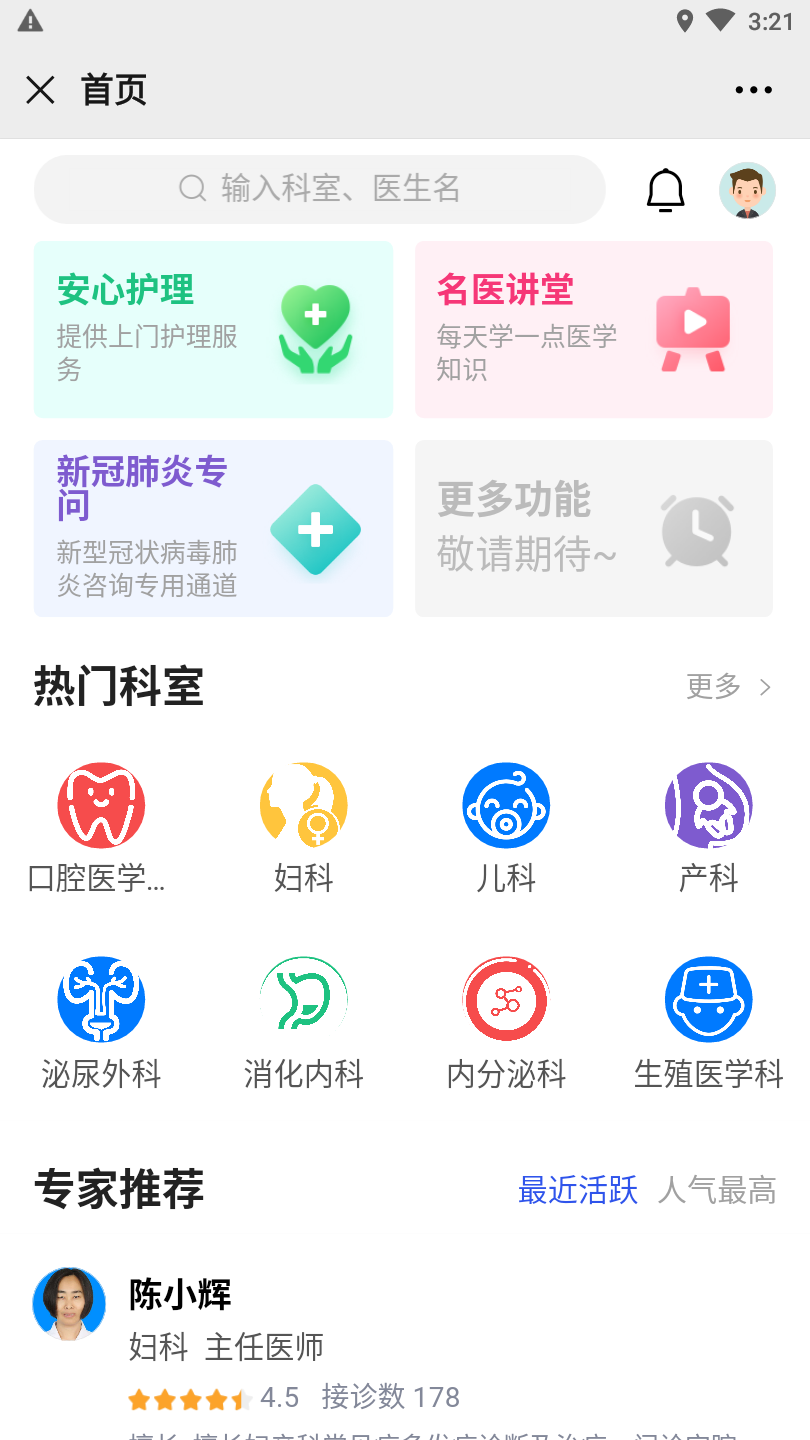 3:21
首页
输入科室、医生名
安心护理
提供上门护理服
务
名医讲堂
每天学一点医学
知识
新冠肺炎专
问
新型冠状病毒肺
炎咨询专用通道
更多功能
敬请期待~
热门科室
更多
口腔医学...
妇科
儿科
产科
泌尿外科
消化内科
内分泌科
生殖医学科
专家推荐
最近活跃 人气最高
陈小辉
妇科 主任医师
4.5 接诊数 178